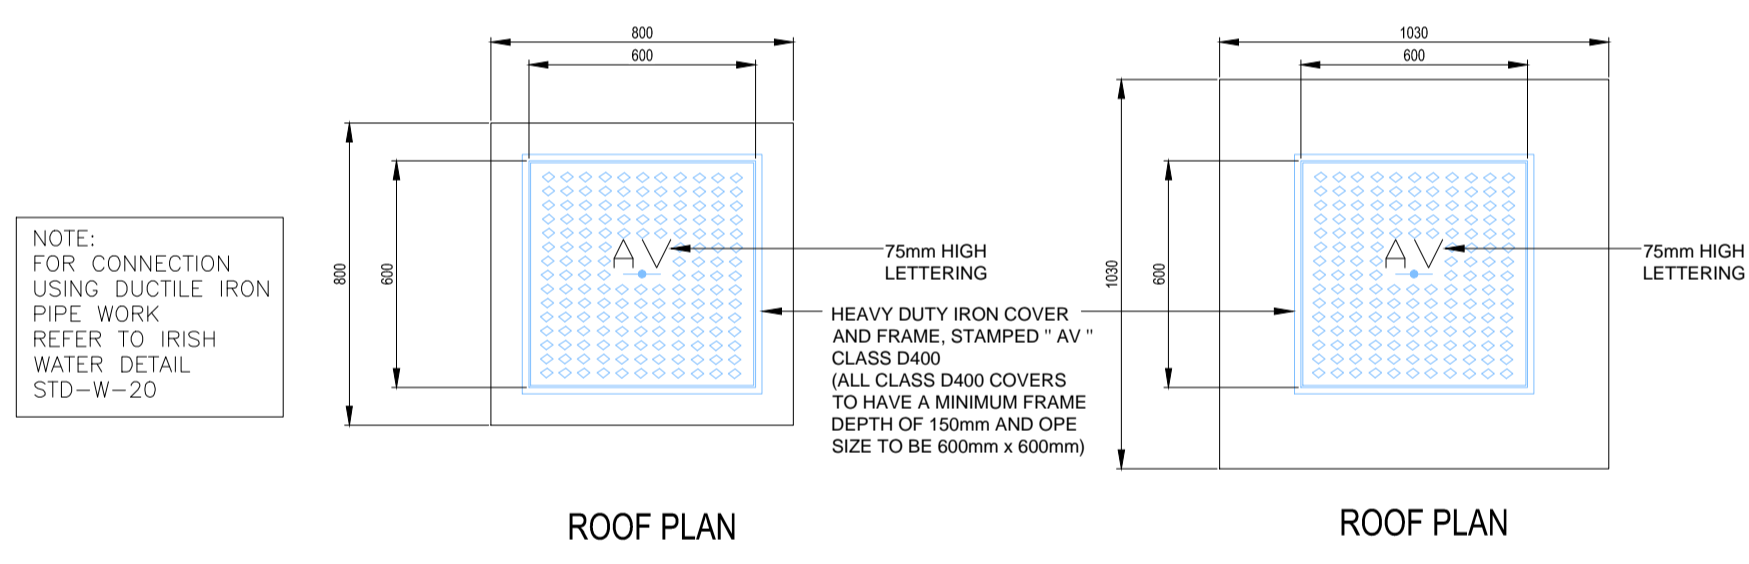 NOTE:
FOR CONNECTION
USING DUCTILE IRON
PIPE WORK
REFER TO IRISH
WATER DETAIL
STD-W-20
800
600
800
600
AV
75mm HIGH
LETTERING
HEAVY DUTY IRON COVER
AND FRAME, STAMPED " AV "
CLASS D400
(ALL CLASS D400 COVERS
TO HAVE A MINIMUM FRAME
DEPTH OF 150mm AND OPE
SIZE TO BE 600mm x 600mm)
ROOF PLAN
1030
600
1030
600
AV
75mm HIGH
LETTERING
ROOF PLAN